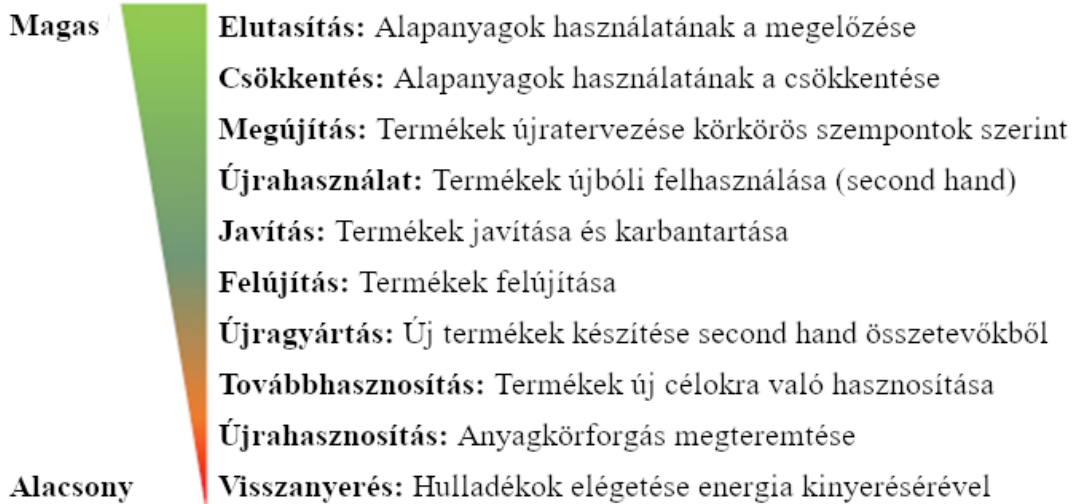 Magas Elutasítás: Alapanyagok használatának a megelőzése
Csökkentés: Alapanyagok használatának a csökkentése
Megújítás: Termékek újratervezése körkörös szempontok szerint
Újrahasználat: Termékek újbóli felhasználása (second hand)
Javítás: Termékek javítása és karbantartása
Felújítás: Termékek felújítása
Újragyártás: Új termékek készítése second hand összetevőkből
Továbbhasznosítás: Termékek új célokra való hasznosítása
Újrahasznosítás: Anyagkörforgás megteremtése
Alacsony Visszanyerés: Hulladékok elégetése energia kinyerésérével